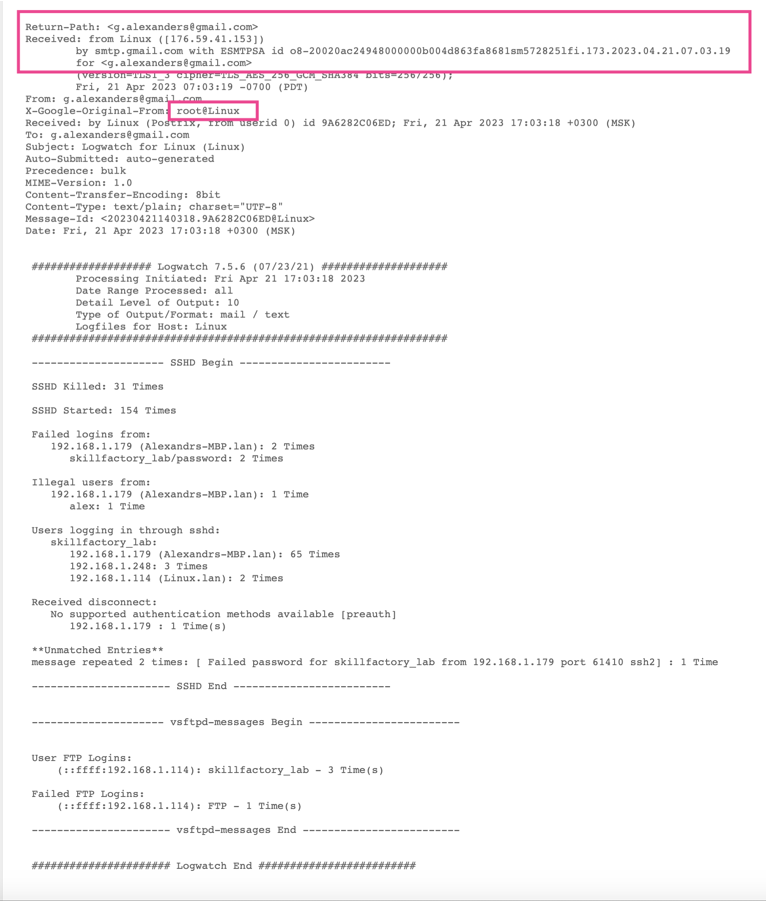 Return-Path: <g.alexanders@gmail.com>
Received: from Linux ([176.59.41.153])
by smtp.gmail.com with ESMTPSA id o8-20020ac24948000000b004d863fa8681sm5728251lfi.173.2023.04.21.07.03.19
for <g.alexanders@gmail.com>
(version=TLS1_3 cipher=TLS_AES_256_GCM_SHA384 bits=256/256);
Fri, 21 Apr 2023 07:03:19 -0700 (PDT)
From: g.alexanders@gmail.com
X-Google-Original-From: root@Linux
Received: by Linux (Postfix, from userid 0) id 9A6282C06ED; Fri, 21 Apr 2023 17:03:18 +0300 (MSK)
To: g.alexanders@gmail.com
Subject: Logwatch for Linux (Linux)
Auto-Submitted: auto-generated
Precedence: bulk
MIME-Version: 1.0
Content-Transfer-Encoding: 8bit
Content-Type: text/plain; charset="UTF-8"
Message-Id: <20230421140318.9A6282C06ED@Linux>
Date: Fri, 21 Apr 2023 17:03:18 +0300 (MSK)
################### Logwatch 7.5.6 (07/23/21) ####################
Processing Initiated: Fri Apr 21 17:03:18 2023
Date Range Processed: all
Detail Level of Output: 10
Type of Output/Format: mail / text
Logfiles for Host: Linux
##################################################################
--------------------- SSHD Begin ------------------------
SSHD Killed: 31 Times
SSHD Started: 154 Times
Failed logins from:
192.168.1.179 (Alexandrs-MBP.lan): 2 Times
skillfactory_lab/password: 2 Times
Illegal users from:
192.168.1.179 (Alexandrs-MBP.lan): 1 Time
alex: 1 Time
Users logging in through sshd:
skillfactory_lab:
192.168.1.179 (Alexandrs-MBP.lan): 65 Times
192.168.1.248: 3 Times
192.168.1.114 (Linux.lan): 2 Times
Received disconnect:
No supported authentication methods available [preauth]
192.168.1.179 : 1 Time(s)
**Unmatched Entries**
message repeated 2 times: [ Failed password for skillfactory_lab from 192.168.1.179 port 61410 ssh2] : 1 Time
---------------------- SSHD End -------------------------
--------------------- vsftpd-messages Begin ------------------------
User FTP Logins:
(::ffff:192.168.1.114): skillfactory_lab - 3 Time(s)
Failed FTP Logins:
(::ffff:192.168.1.114): FTP - 1 Time(s)
---------------------- vsftpd-messages End -------------------------
###################### Logwatch End #########################